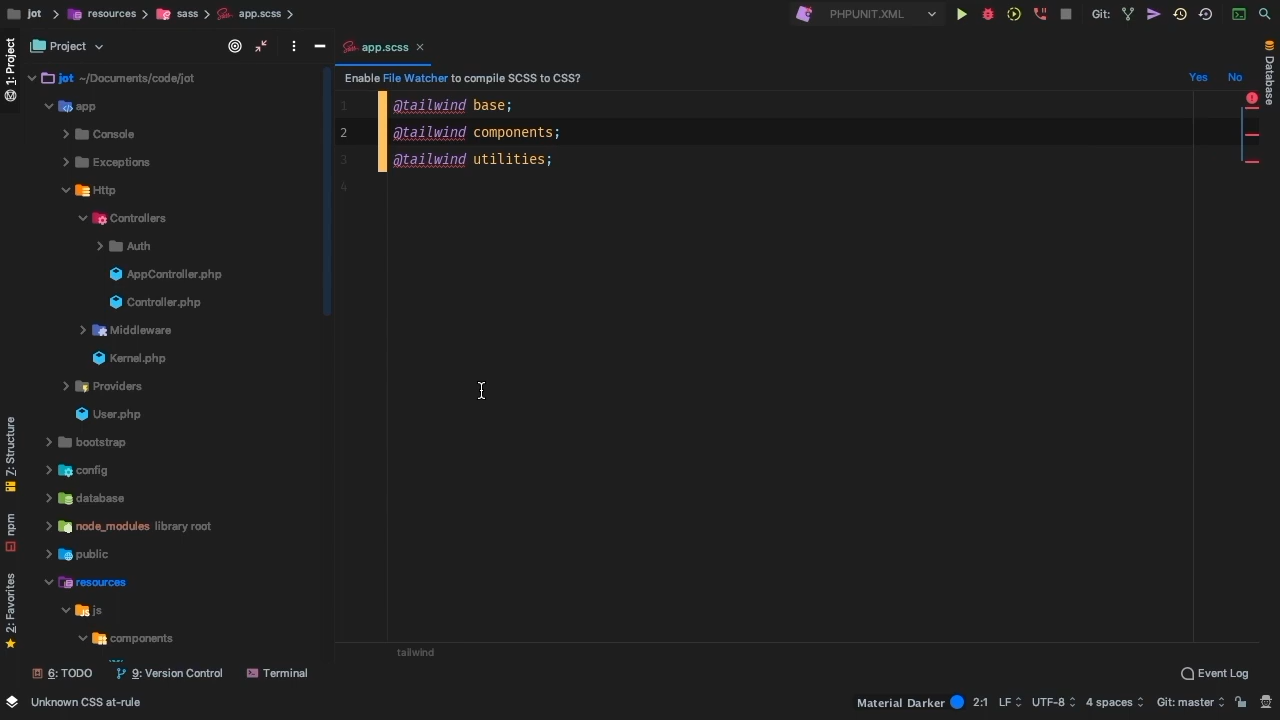 jot resources sass app.scss PHPUNIT.XML Git:
1: Project
Project
app.scss
Database
Enable File Watcher to compile SCSS to CSS? Yes No
jot ~/Documents/code/jot
app
Console
Exceptions
Http
Controllers
Auth
AppController.php
Controller.php
Middleware
Kernel.php
Providers
User.php
bootstrap
config
database
node_modules library root
public
resources
JS js
components
1 @tailwind base;
2 @tailwind components;
3 @tailwind utilities;
4
7: Structure
npm
2: Favorites
tailwind
6: TODO 9: Version Control Terminal Event Log
Unknown CSS at-rule Material Darker 2:1 LF UTF-8 4 spaces Git: master